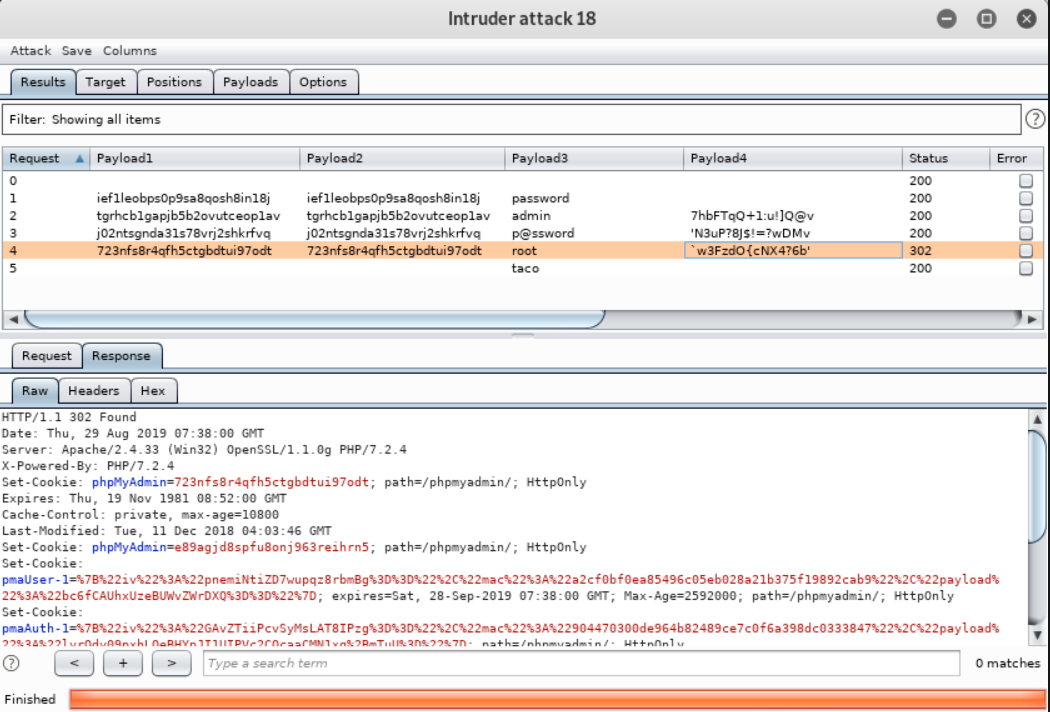 Intruder attack 18
Attack Save Columns
Results Target Positions Payloads Options
Filter: Showing all items ?
Request Payload1 Payload2 Payload3 Payload4 Status Error
0 200
1 ief1leobps0p9sa8qosh8in18j ief1leobps0p9sa8qosh8in18j password 200
2 tgrhcb1gapjb5b2ovutceop1av tgrhcb1gapjb5b2ovutceop1av admin 7hbFTqQ+1:u!]Q@v 200
3 j02ntsgnda31s78vrj2shkrfvq j02ntsgnda31s78vrj2shkrfvq p@ssword 'N3uP?8J$!=?wDMv 200
4 723nfs8r4qfh5ctgbdtui97odt 723nfs8r4qfh5ctgbdtui97odt root `w3FzdO{cNX4?6b' 302
5 taco 200
Request Response
Raw Headers Hex
HTTP/1.1 302 Found
Date: Thu, 29 Aug 2019 07:38:00 GMT
Server: Apache/2.4.33 (Win32) OpenSSL/1.1.0g PHP/7.2.4
X-Powered-By: PHP/7.2.4
Set-Cookie: phpMyAdmin=723nfs8r4qfh5ctgbdtui97odt; path=/phpmyadmin/; HttpOnly
Expires: Thu, 19 Nov 1981 08:52:00 GMT
Cache-Control: private, max-age=10800
Last-Modified: Tue, 11 Dec 2018 04:03:46 GMT
Set-Cookie: phpMyAdmin=e89agjd8spfu8onj963reihrn5; path=/phpmyadmin/; HttpOnly
Set-Cookie:
pmaUser-1=%7B%22iv%22%3A%22pnemiNtiZD7wupqz8rbmBg%3D%3D%22%2C%22mac%22%3A%22a2cf0bf0ea85496c05eb028a21b375f19892cab9%22%2C%22payload%
22%3A%22bc6fCAUhxUzeBUWvZWrDXQ%3D%3D%22%7D; expires=Sat, 28-Sep-2019 07:38:00 GMT; Max-Age=2592000; path=/phpmyadmin/; HttpOnly
Set-Cookie:
pmaAuth-1=%7B%22iv%22%3A%22GAvZTiiPcvSyMsLAT8IPzg%3D%3D%22%2C%22mac%22%3A%22904470300de964b82489ce7c0f6a398dc0333847%22%2C%22payload%
path=/phpmyadmin/; HttpOnly
? < + > Type a search term 0 matches
Finished